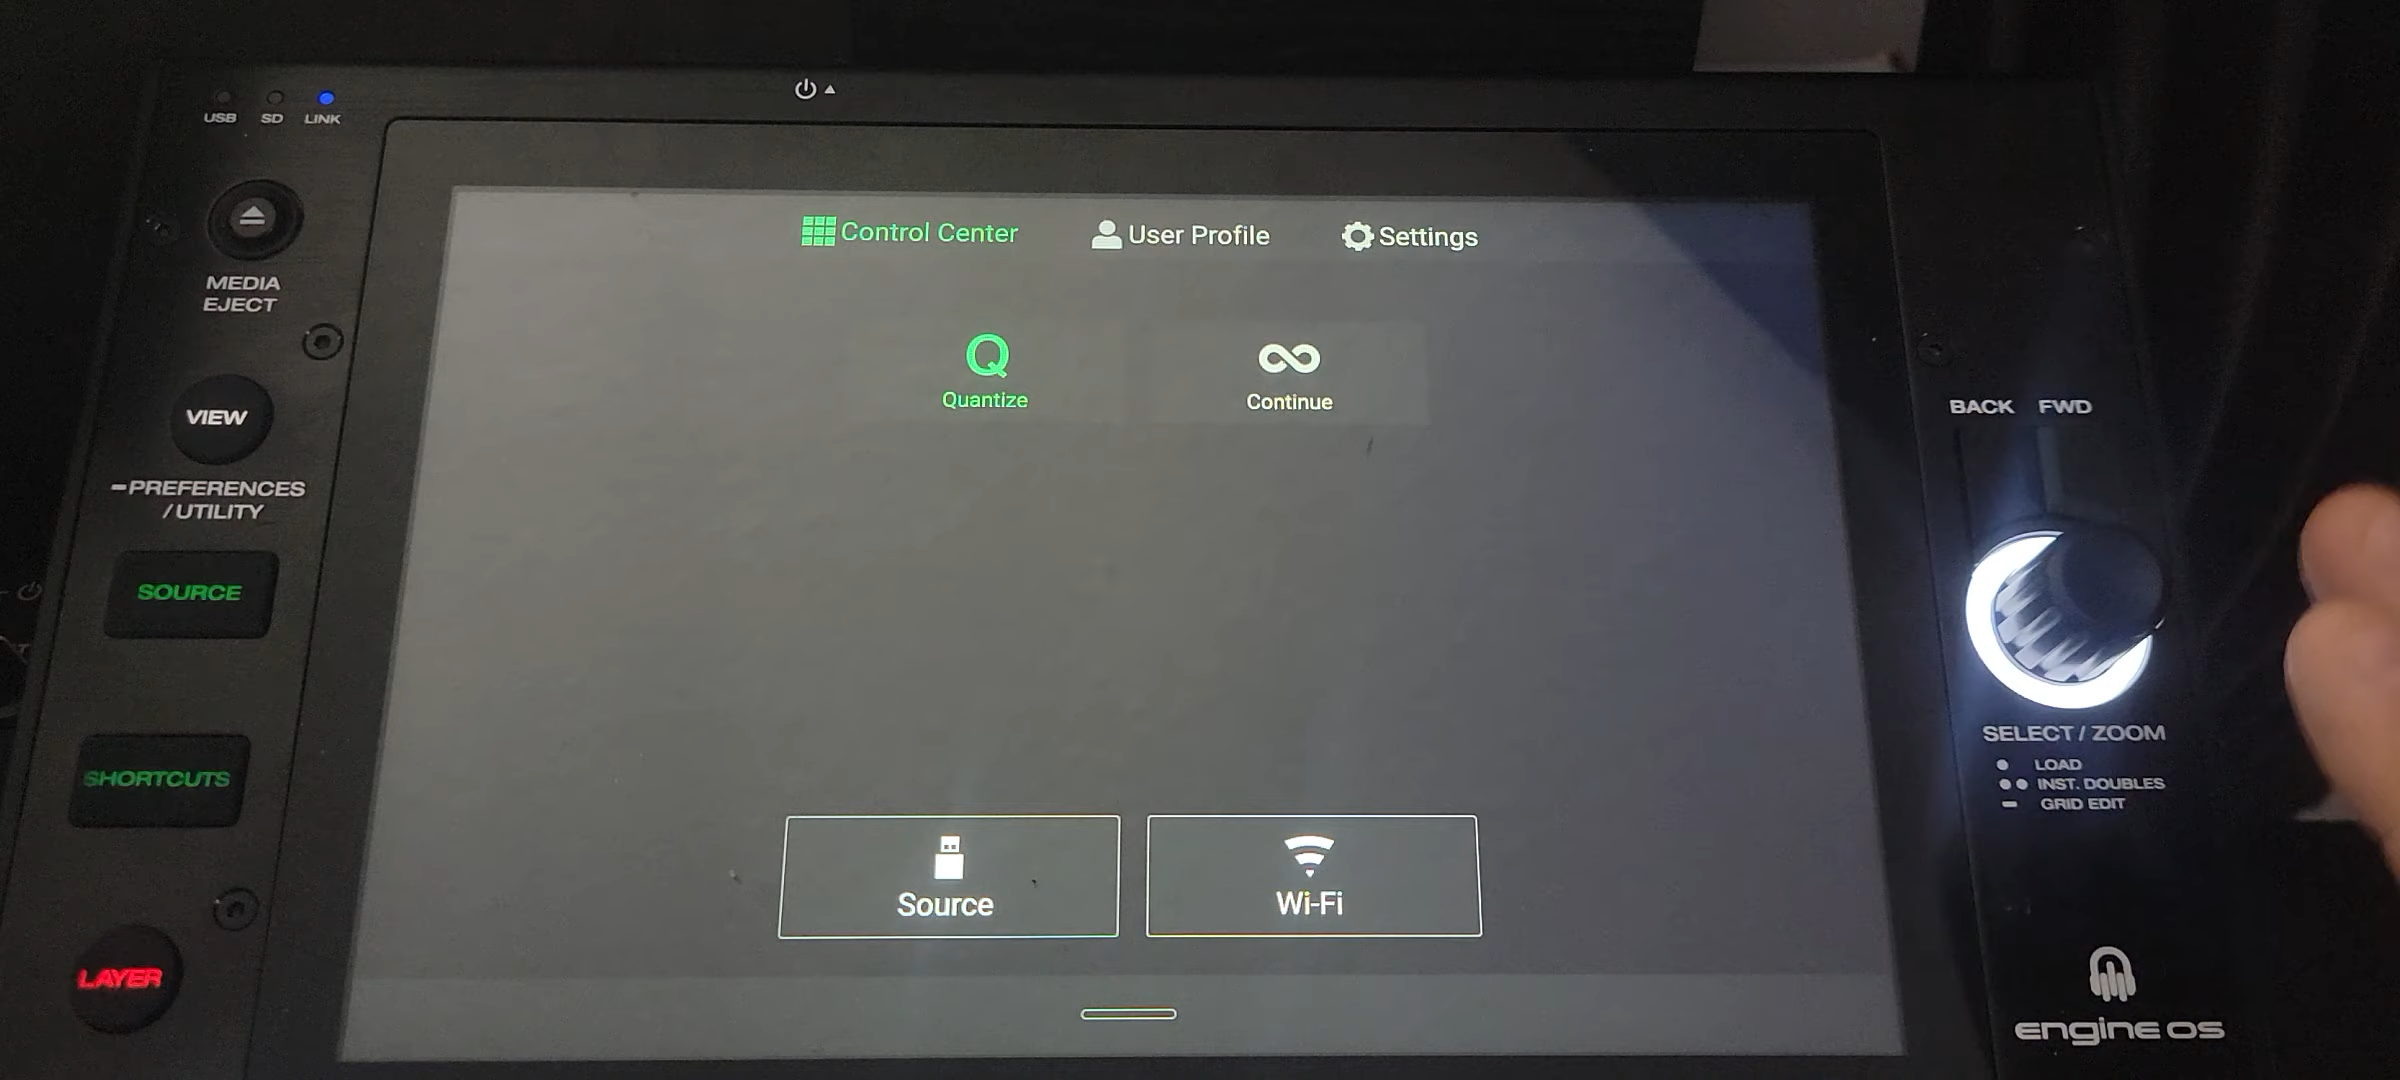 USB SD LINK
MEDIA
EJECT
VIEW
-PREFERENCES
/UTILITY
SOURCE
SHORTCUTS
LAYER
Control Center
User Profile
Settings
Q
Quantize
Continue
Source
Wi-Fi
BACK FWD
SELECT / ZOOM
LOAD
INST. DOUBLES
GRID EDIT
engine os